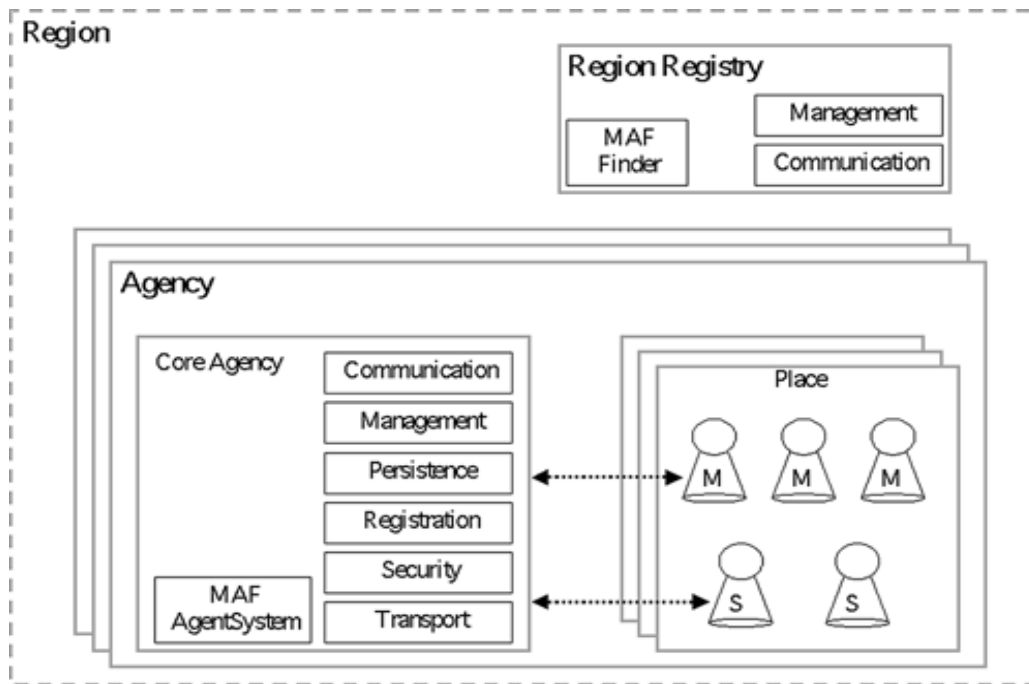 Region
Region Registry
Management
MAF
Finder
Communication
Agency
Core Agency
Communication
Management
Persistence
Registration
Security
Transport
MAF
AgentSystem
Place
M
M
M
S
S